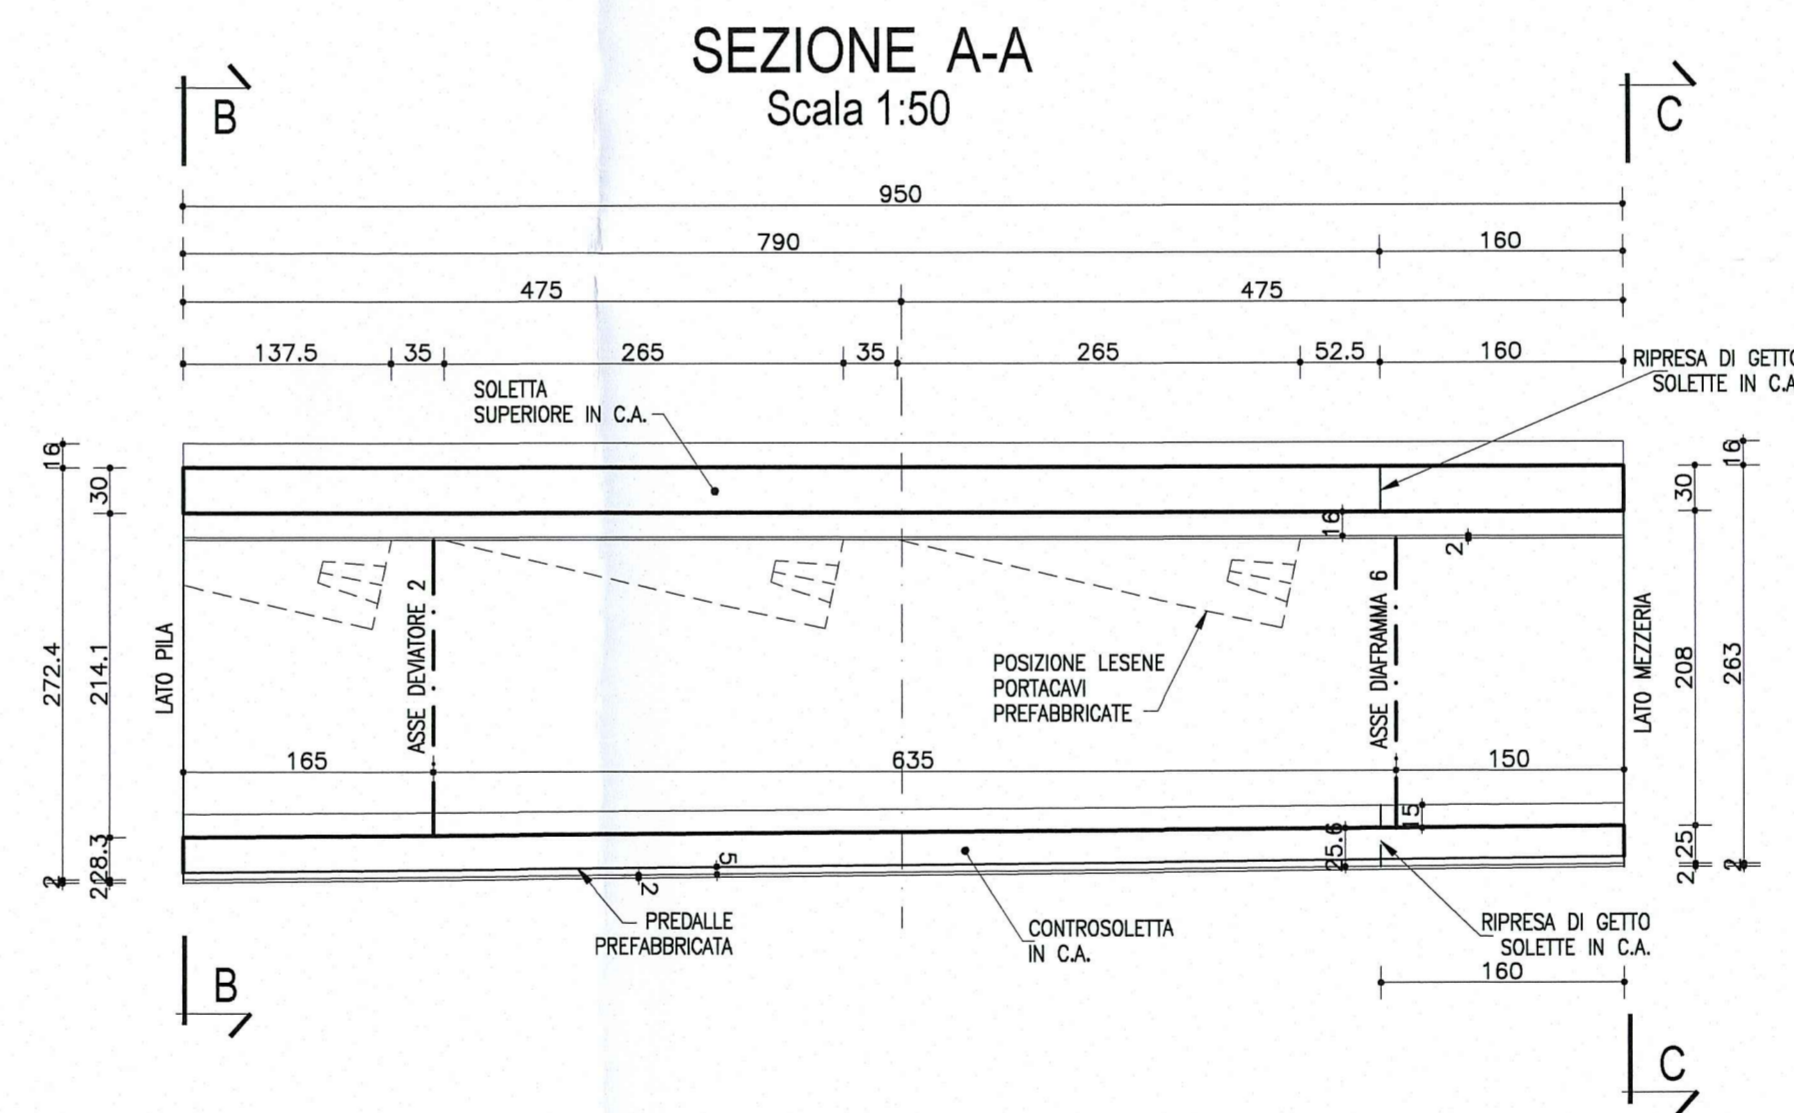 SEZIONE A-A
Scala 1:50
B
C
950
790
160
475
475
137.5
35
265
35
265
52.5
160
RIPRESA DI GETTO
SOLETTE IN C.A
SOLETTA
SUPERIORE IN C.A.
16
30
16
30
16
2
272.4
214.1
LATO PILA
ASSE DEVIATORE 2
POSIZIONE LESENE
PORTACAVI
PREFABBRICATE
ASSE DIAFRAMMA 6
LATO MEZZERIA
208
263
165
635
150
15
2
228.3
5
2
25.6
225
2
PREDALLE
PREFABBRICATA
CONTROSOLETTA
IN C.A.
RIPRESA DI GETTO
SOLETTE IN C.A.
160
B
C